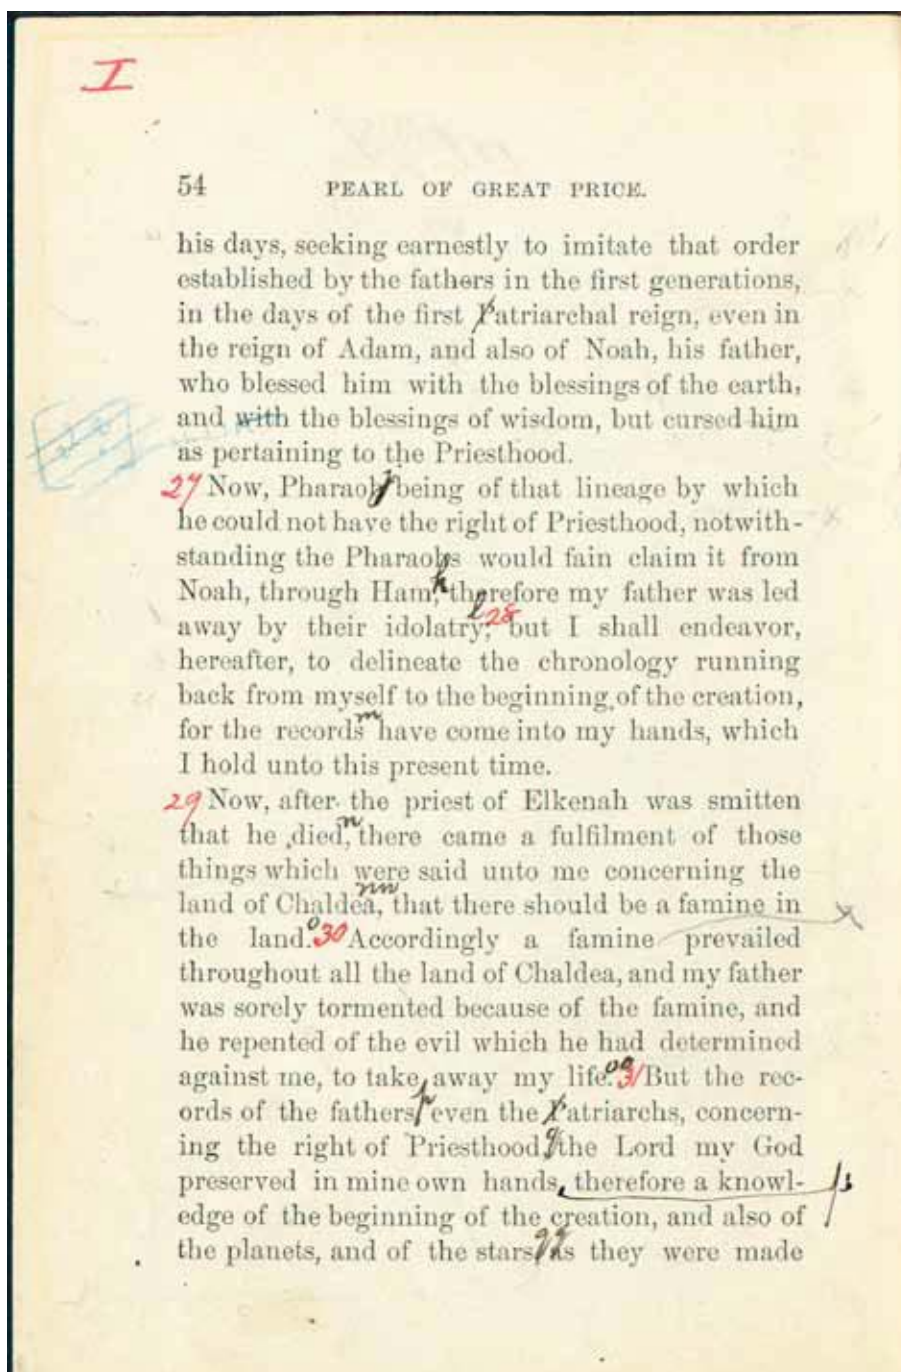 I
54 PEARL OF GREAT PRICE.
his days, seeking earnestly to imitate that order
established by the fathers in the first generations,
in the days of the first Patriarchal reign, even in
the reign of Adam, and also of Noah, his father,
who blessed him with the blessings of the earth,
and with the blessings of wisdom, but cursed him
as pertaining to the Priesthood.
27 Now, Pharaoh being of that lineage by which
he could not have the right of Priesthood, notwith-
standing the Pharaohs would fain claim it from
Noah, through Ham,k therefore my father was led
away by their idolatry;l 28 but I shall endeavor,
hereafter, to delineate the chronology running
back from myself to the beginning of the creation,
for the recordsm have come into my hands, which
I hold unto this present time.
29 Now, after the priest of Elkenah was smitten
that he died,n there came a fulfilment of those
things which were said unto me concerning the
land of Chaldea,nn that there should be a famine in
the land.o 30 Accordingly a famine prevailed
throughout all the land of Chaldea, and my father
was sorely tormented because of the famine, and
he repented of the evil which he had determined
against me, to take away my life.oo 31 But the rec-
ords of the fathers,p even the Patriarchs, concern-
ing the right of Priesthood,q the Lord my God
preserved in mine own hands, therefore a knowl-
edge of the beginning of the creation, and also of
the planets, and of the stars,qq as they were made